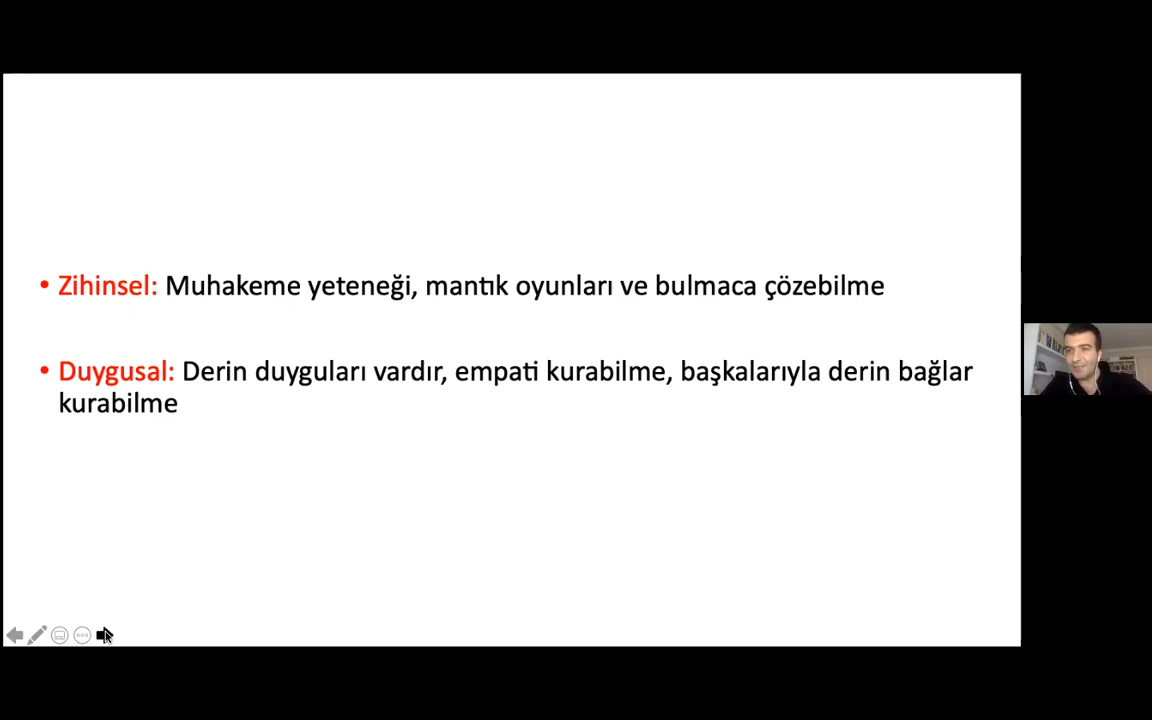 • Zihinsel: Muhakeme yeteneği, mantık oyunları ve bulmaca çözebilme
• Duygusal: Derin duyguları vardır, empati kurabilme, başkalarıyla derin bağlar
kurabilme